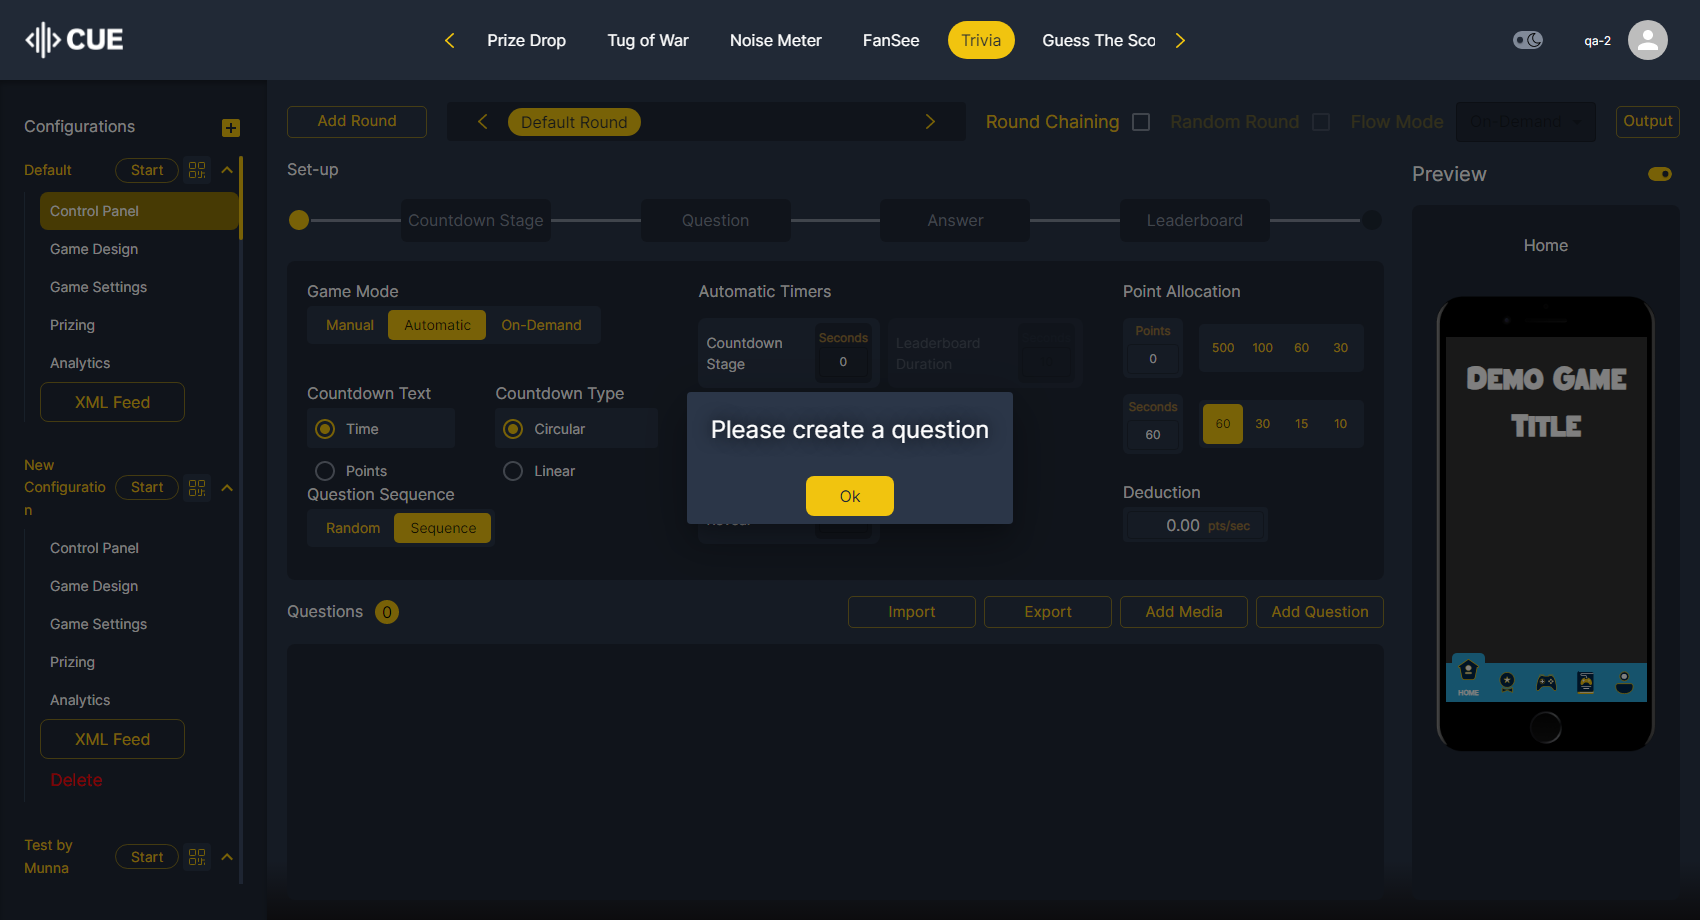 CUE
Prize Drop
Tug of War
Noise Meter
FanSee
Trivia
Guess The Sco
qa-2
Configurations
Default
Start
Control Panel
Game Design
Game Settings
Prizing
Analytics
XML Feed
New
Configuratio
n
Start
Control Panel
Game Design
Game Settings
Prizing
Analytics
XML Feed
Delete
Test by
Munna
Start
Add Round
Default Round
Round Chaining
Random Round
Flow Mode
On-Demand
Output
Set-up
Countdown Stage
Question
Answer
Leaderboard
Game Mode
Manual
Automatic
On-Demand
Countdown Text
Time
Points
Countdown Type
Circular
Linear
Question Sequence
Random
Sequence
Automatic Timers
Countdown
Stage
Seconds
0
Leaderboard
Duration
Please create a question
Ok
Point Allocation
Points
0
500
100
60
30
Seconds
60
60
30
15
10
Deduction
0.00 pts/sec
Questions
0
Import
Export
Add Media
Add Question
Preview
Home
Demo Game
Title
HOME